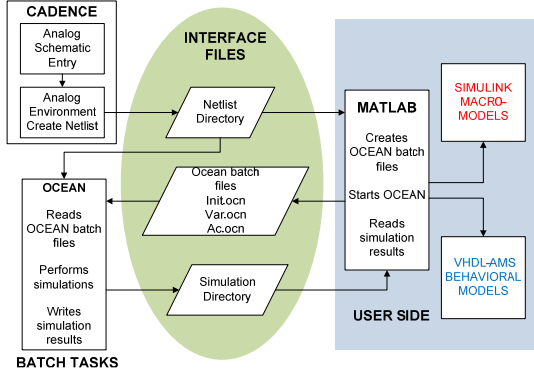 CADENCE
Analog
Schematic
Entry
Analog
Environment
Create Netlist
INTERFACE
FILES
Netlist
Directory
Ocean batch
files
Init.ocn
Var.ocn
Ac.ocn
Simulation
Directory
OCEAN
Reads
OCEAN batch
files
Performs
simulations
Writes
simulation
results
BATCH TASKS
MATLAB
Creates
OCEAN batch
files
Starts OCEAN
Reads
simulation
results
USER SIDE
SIMULINK
MACRO-
MODELS
VHDL-AMS
BEHAVIORAL
MODELS